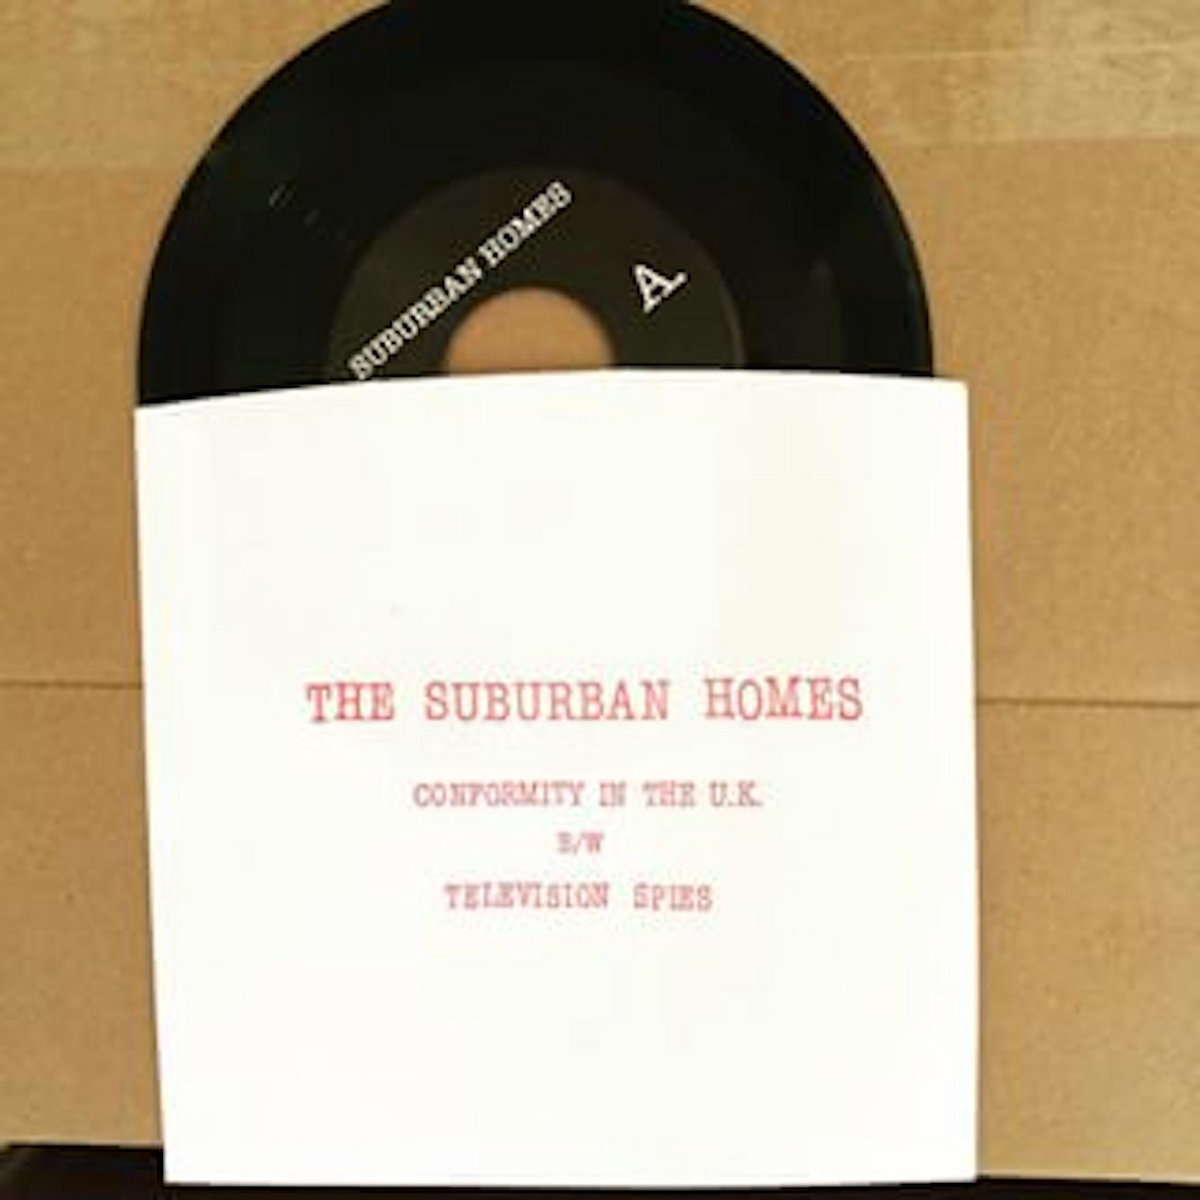 SUBURBAN HOMES
A.
THE SUBURBAN HOMES
CONFORMITY IN THE U.K.
B/W
TELEVISION SPIES